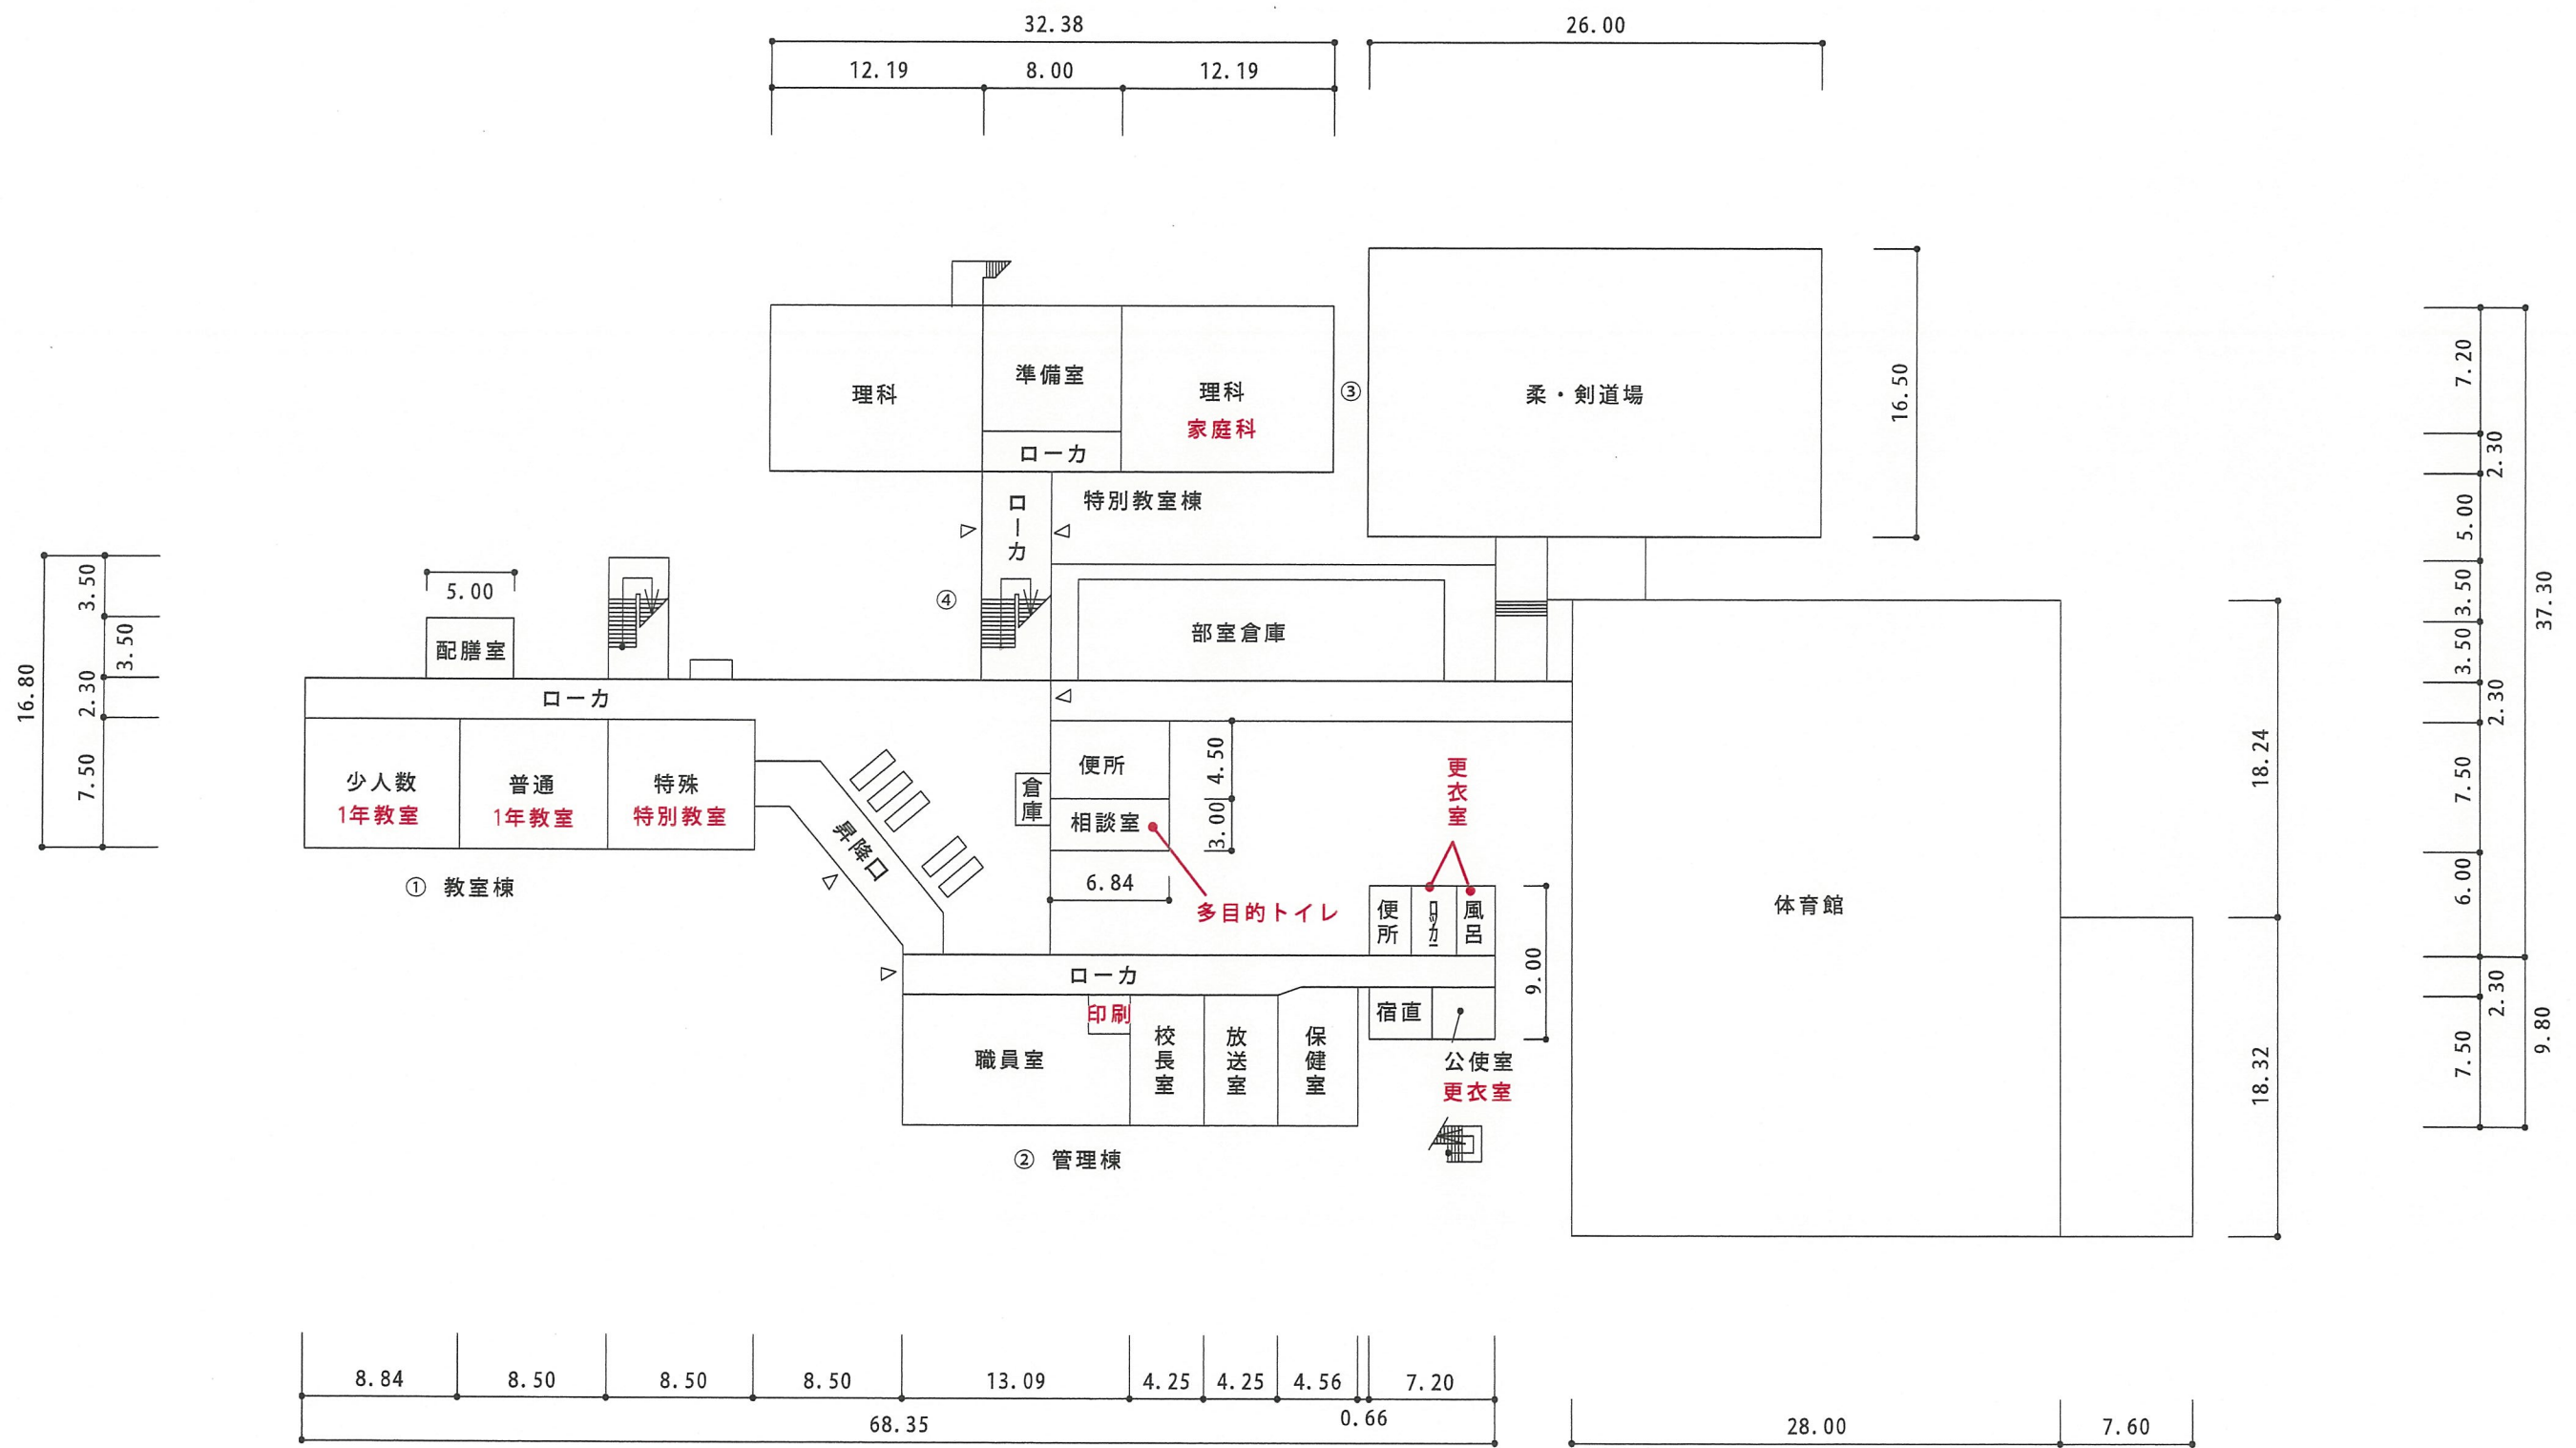 32.38
26.00
12.19
8.00
12.19
理科
準備室
理科
家庭科
ローカ
③
柔・剣道場
16.50
ローカ
特別教室棟
④
部室倉庫
5.00
配膳室
ローカ
16.80
3.50
3.50
2.30
7.50
少人数
1年教室
普通
1年教室
特殊
特別教室
① 教室棟
昇降口
倉庫
便所
相談室
4.50
3.00
6.84
多目的トイレ
更衣室
便所
ロッカー
風呂
9.00
ローカ
印刷
職員室
校長室
放送室
保健室
宿直
公使室
更衣室
② 管理棟
体育館
18.24
18.32
7.20
2.30
5.00
3.50
3.50
2.30
7.50
6.00
2.30
7.50
37.30
9.80
8.84
8.50
8.50
8.50
13.09
4.25
4.25
4.56
0.66
7.20
68.35
28.00
7.60